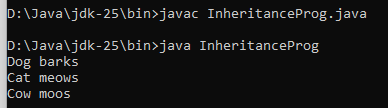 D:\Java\jdk-25\bin>javac InheritanceProg.java
D:\Java\jdk-25\bin>java InheritanceProg
Dog barks
Cat meows
Cow moos